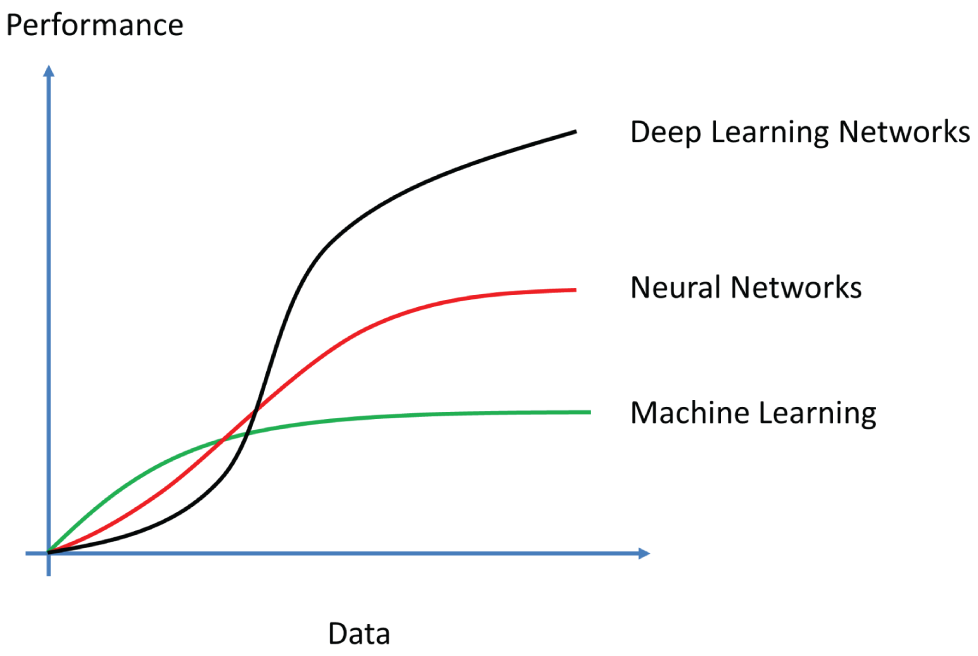 Performance
Deep Learning Networks
Neural Networks
Machine Learning
Data